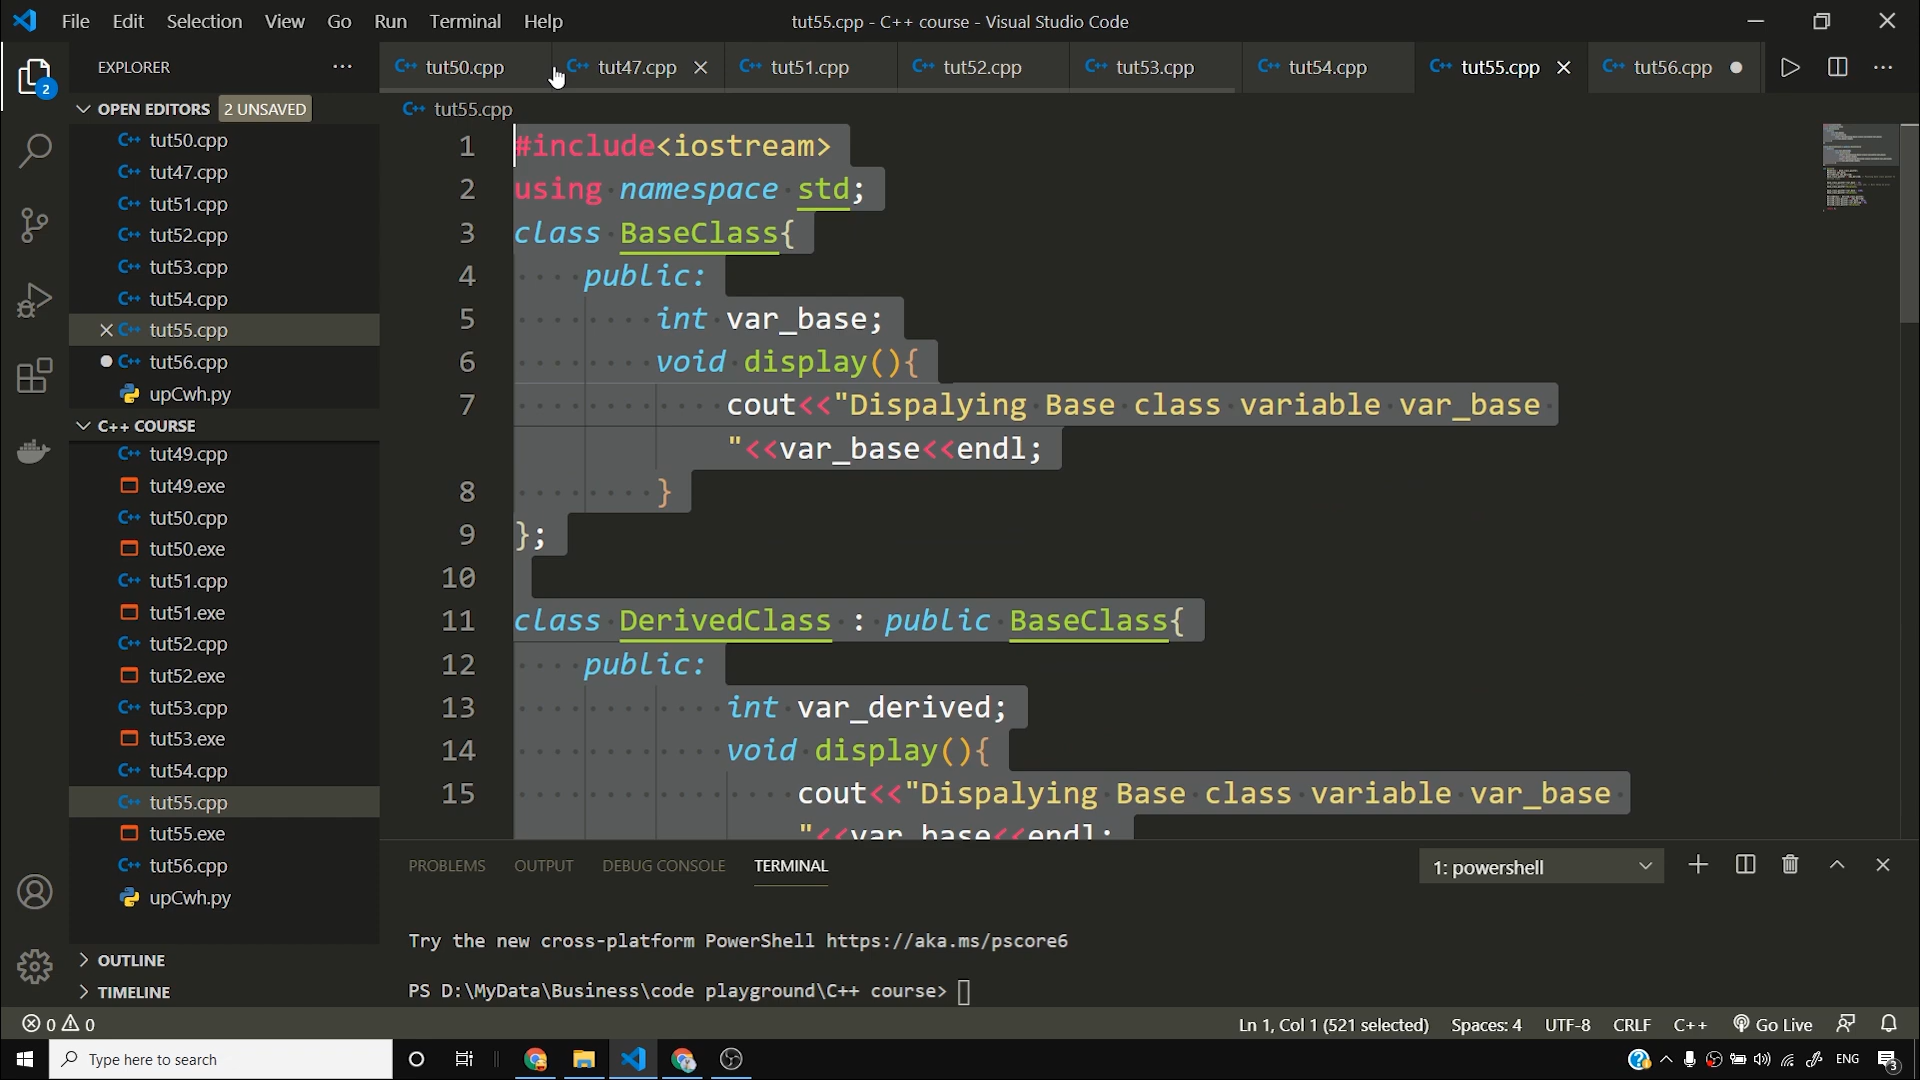 File Edit Selection View Go Run Terminal Help
tut55.cpp - C++ course - Visual Studio Code
EXPLORER
tut50.cpp tut47.cpp tut51.cpp tut52.cpp tut53.cpp tut54.cpp tut55.cpp tut56.cpp
OPEN EDITORS 2 UNSAVED
tut50.cpp
tut47.cpp
tut51.cpp
tut52.cpp
tut53.cpp
tut54.cpp
tut55.cpp
tut56.cpp
upCwh.py
C++ COURSE
tut49.cpp
tut49.exe
tut50.cpp
tut50.exe
tut51.cpp
tut51.exe
tut52.cpp
tut52.exe
tut53.cpp
tut53.exe
tut54.cpp
tut55.cpp
tut55.exe
tut56.cpp
upCwh.py
OUTLINE
TIMELINE
2
tut55.cpp
1 #include<iostream>
2 using namespace std;
3 class BaseClass{
4 public:
5 int var_base;
6 void display(){
7 cout<<"Dispalying Base class variable var_base
"<<var_base<<endl;
8 }
9 };
10
11 class DerivedClass : public BaseClass{
12 public:
13 int var_derived;
14 void display(){
15 cout<<"Dispalying Base class variable var_base
"<<var_base<<endl;
PROBLEMS OUTPUT DEBUG CONSOLE TERMINAL
1: powershell
Try the new cross-platform PowerShell https://aka.ms/pscore6
PS D:\MyData\Business\code playground\C++ course>
0 0
Ln 1, Col 1 (521 selected) Spaces: 4 UTF-8 CRLF C++ Go Live
Type here to search
ENG
3